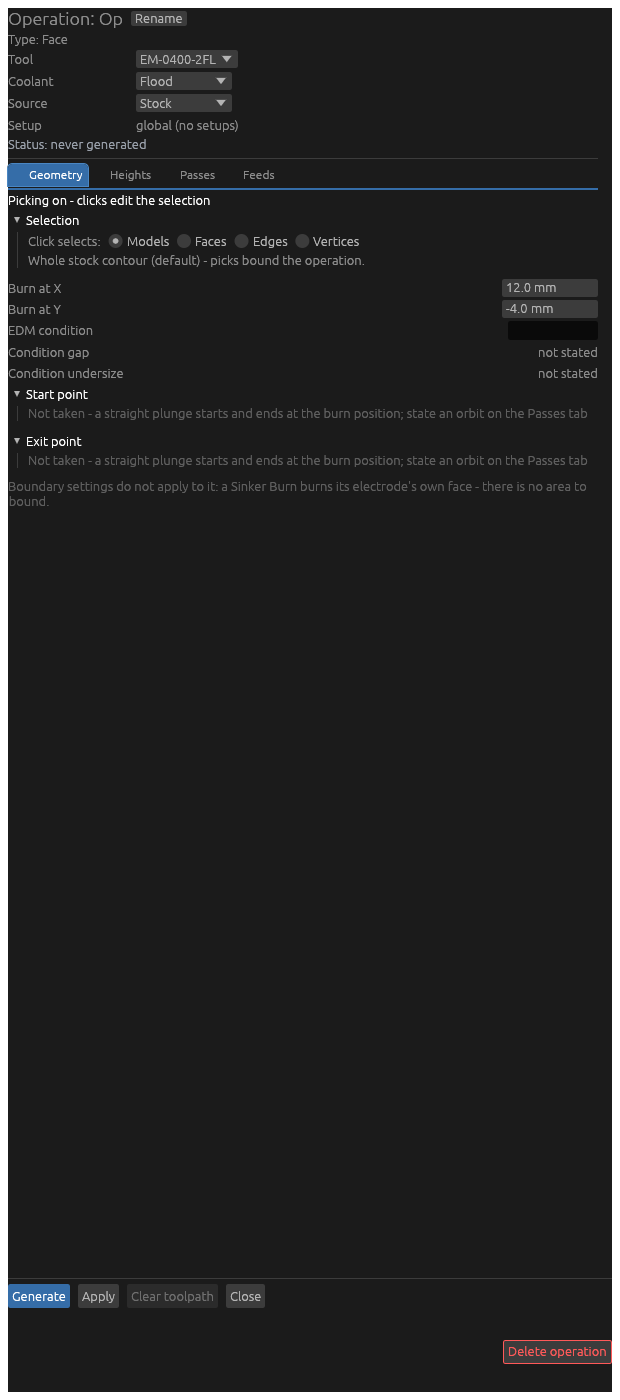 Operation: Op Rename
Type: Face
Tool EM-0400-2FL
Coolant Flood
Source Stock
Setup global (no setups)
Status: never generated
Geometry Heights Passes Feeds
Picking on - clicks edit the selection
Selection
Click selects: Models Faces Edges Vertices
Whole stock contour (default) - picks bound the operation.
Burn at X 12.0 mm
Burn at Y -4.0 mm
EDM condition
Condition gap not stated
Condition undersize not stated
Start point
Not taken - a straight plunge starts and ends at the burn position; state an orbit on the Passes tab
Exit point
Not taken - a straight plunge starts and ends at the burn position; state an orbit on the Passes tab
Boundary settings do not apply to it: a Sinker Burn burns its electrode's own face - there is no area to
bound.
Generate Apply Clear toolpath Close
Delete operation